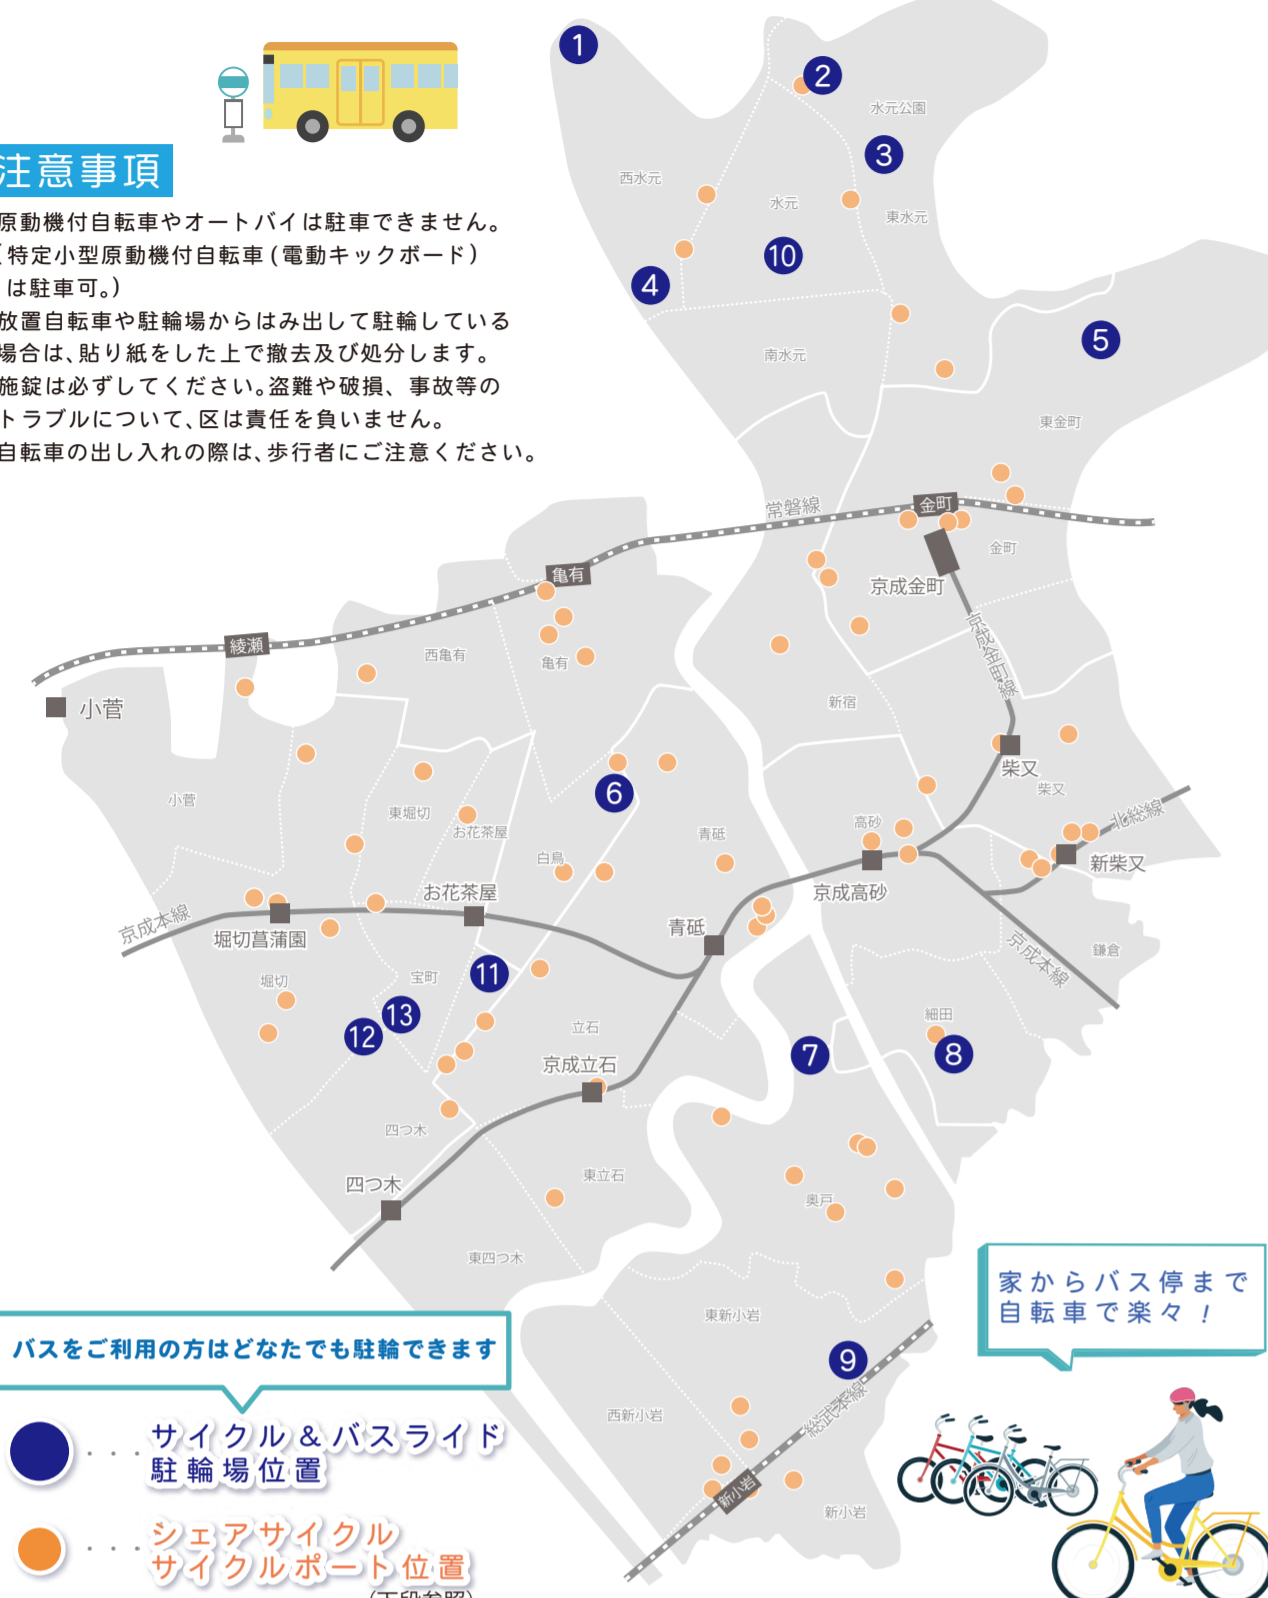 注意事項
原動機付自転車やオートバイは駐車できません。
(特定小型原動機付自転車(電動キックボード)
は駐車可。)
放置自転車や駐輪場からはみ出して駐輪している
場合は、貼り紙をした上で撤去及び処分します。
施錠は必ずしてください。盗難や破損、事故等の
トラブルについて、区は責任を負いません。
自転車の出し入れの際は、歩行者にご注意ください。
1
2
水元公園
3
西水元
水元
東水元
10
4
5
南水元
東金町
常磐線
金町
金町
亀有
京成金町
京成金町線
綾瀬
西亀有
亀有
小菅
新宿
柴又
柴又
6
小菅
東堀切
お花茶屋
青砥
高砂
北総線
白鳥
新柴又
お花茶屋
京成高砂
京成本線
堀切菖蒲園
青砥
京成本線
鎌倉
堀切
宝町
11
13
12
立石
細田
7
8
京成立石
四つ木
東立石
四つ木
奥戸
東四つ木
東新小岩
9
西新小岩
総武本線
新小岩
新小岩
家からバス停まで
自転車で楽々!
バスをご利用の方はどなたでも駐輪できます
・・・サイクル&バスライド
駐輪場位置
・・・シェアサイクル
サイクルポート位置
(下段参照)